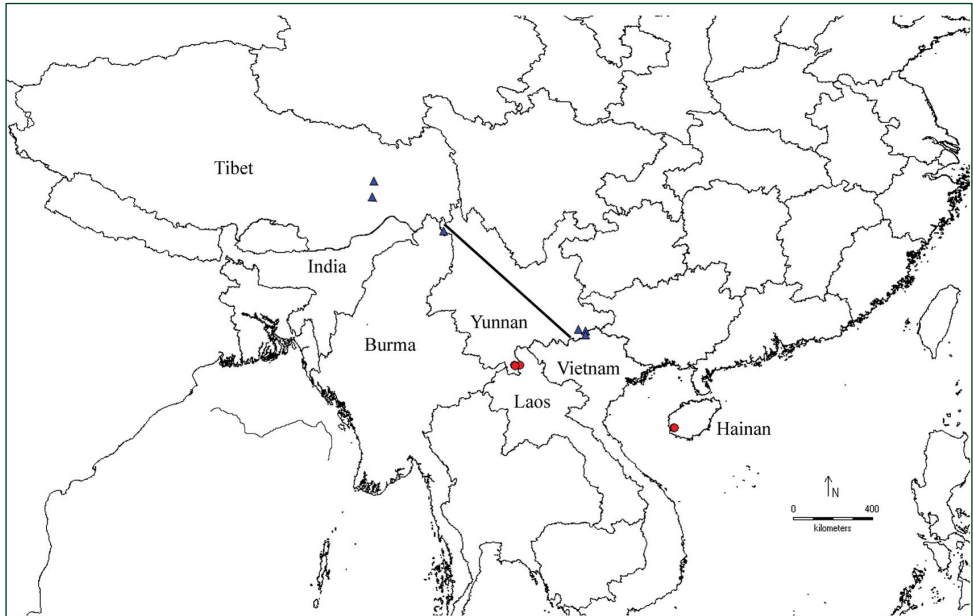 Tibet
India
Yunnan
Burma
Vietnam
Laos
Hainan
N
0 400
kilometers